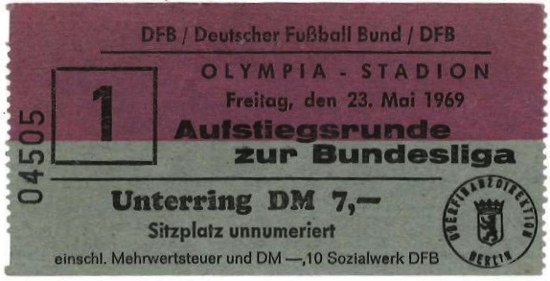 DFB / Deutscher Fußball Bund / DFB
OLYMPIA - STADION
Freitag, den 23. Mai 1969
1
Aufstiegsrunde
zur Bundesliga
04505
Unterring DM 7,—
Sitzplatz unnumeriert
einschl. Mehrwertsteuer und DM —,10 Sozialwerk DFB
OBERFINANZDIREKTION
BERLIN